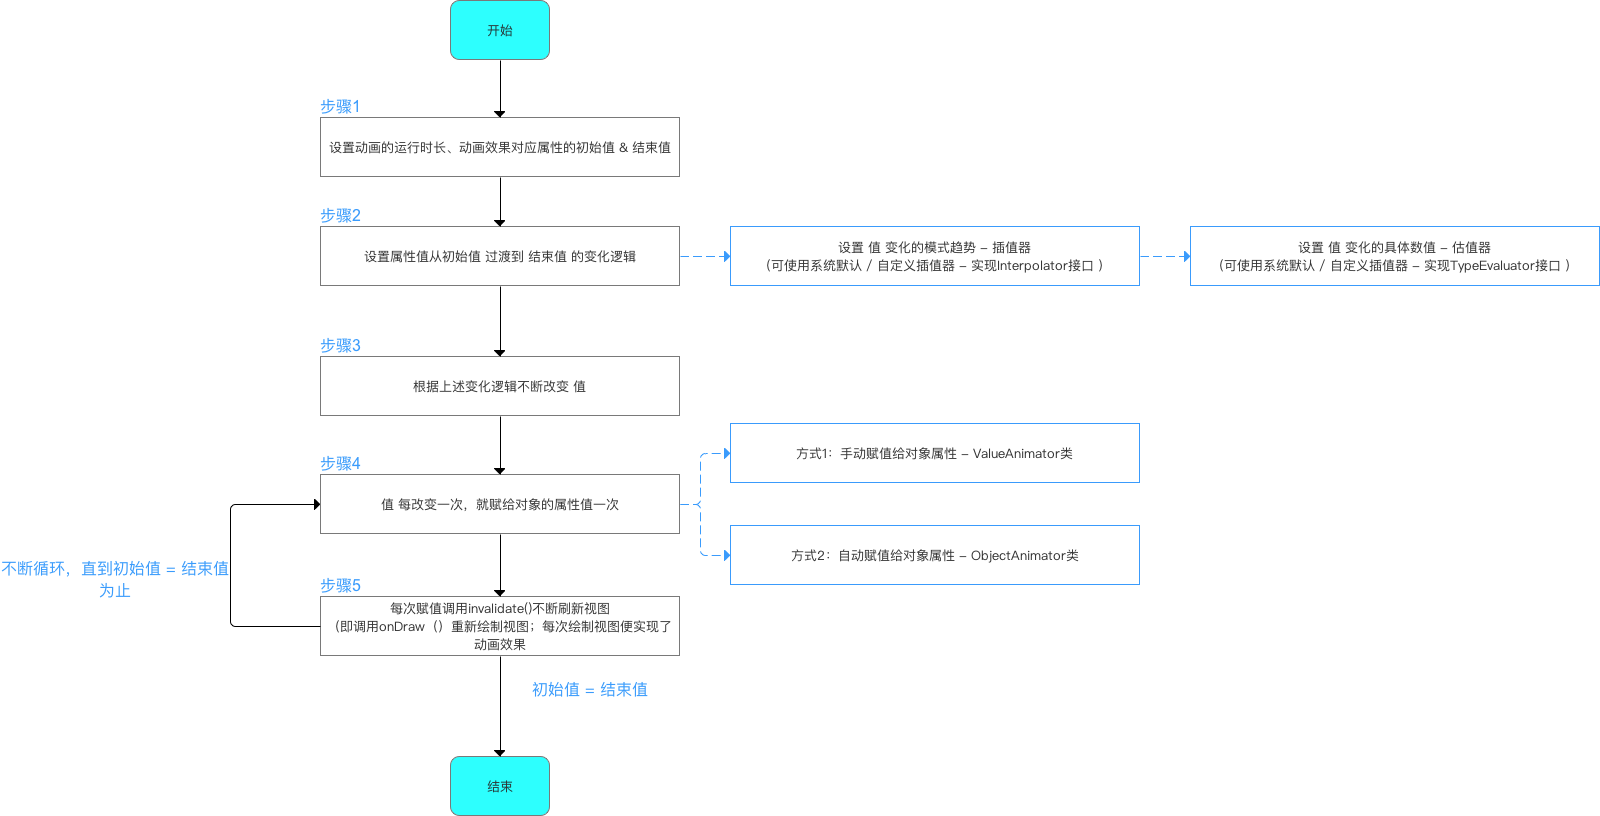 开始
步骤1
设置动画的运行时长、动画效果对应属性的初始值 & 结束值
步骤2
设置属性值从初始值 过渡到 结束值 的变化逻辑
设置 值 变化的模式趋势 – 插值器
(可使用系统默认 / 自定义插值器 – 实现Interpolator接口 )
设置 值 变化的具体数值 – 估值器
(可使用系统默认 / 自定义插值器 – 实现TypeEvaluator接口 )
步骤3
根据上述变化逻辑不断改变 值
步骤4
值 每改变一次，就赋给对象的属性值一次
方式1：手动赋值给对象属性 – ValueAnimator类
方式2：自动赋值给对象属性 – ObjectAnimator类
不断循环，直到初始值 = 结束值
为止
步骤5
每次赋值调用invalidate()不断刷新视图
（即调用onDraw（）重新绘制视图；每次绘制视图便实现了
动画效果
初始值 = 结束值
结束